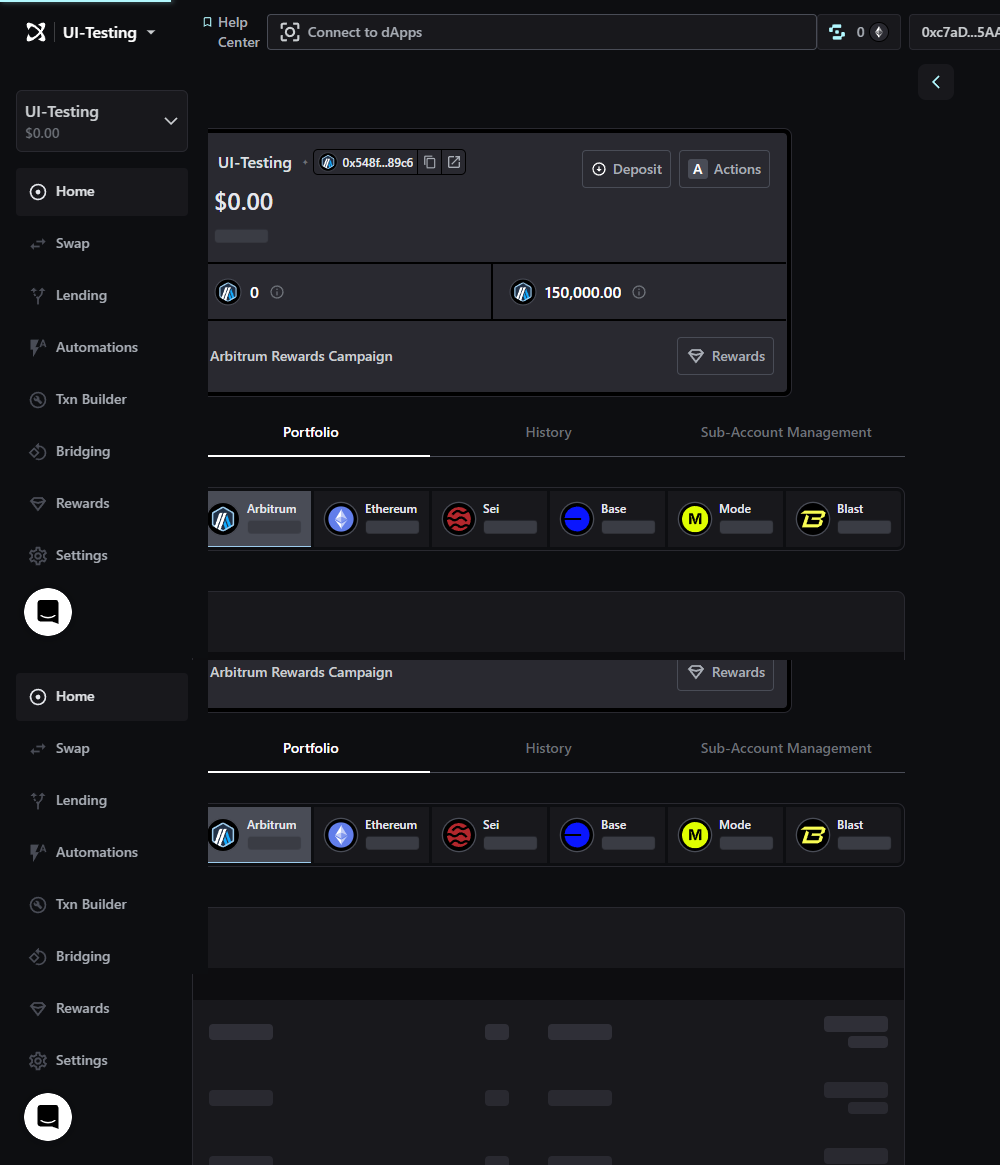 UI-Testing
Help
Center
Connect to dApps
0
0xc7aD...5AA
UI-Testing
$0.00
Home
Swap
Lending
Automations
Txn Builder
Bridging
Rewards
Settings
UI-Testing
0x548f...89c6
Deposit
A Actions
$0.00
0
150,000.00
Arbitrum Rewards Campaign
Rewards
Portfolio
History
Sub-Account Management
Arbitrum
Ethereum
Sei
Base
M Mode
Blast
Home
Swap
Lending
Automations
Txn Builder
Bridging
Rewards
Settings
Arbitrum Rewards Campaign
Rewards
Portfolio
History
Sub-Account Management
Arbitrum
Ethereum
Sei
Base
M Mode
Blast